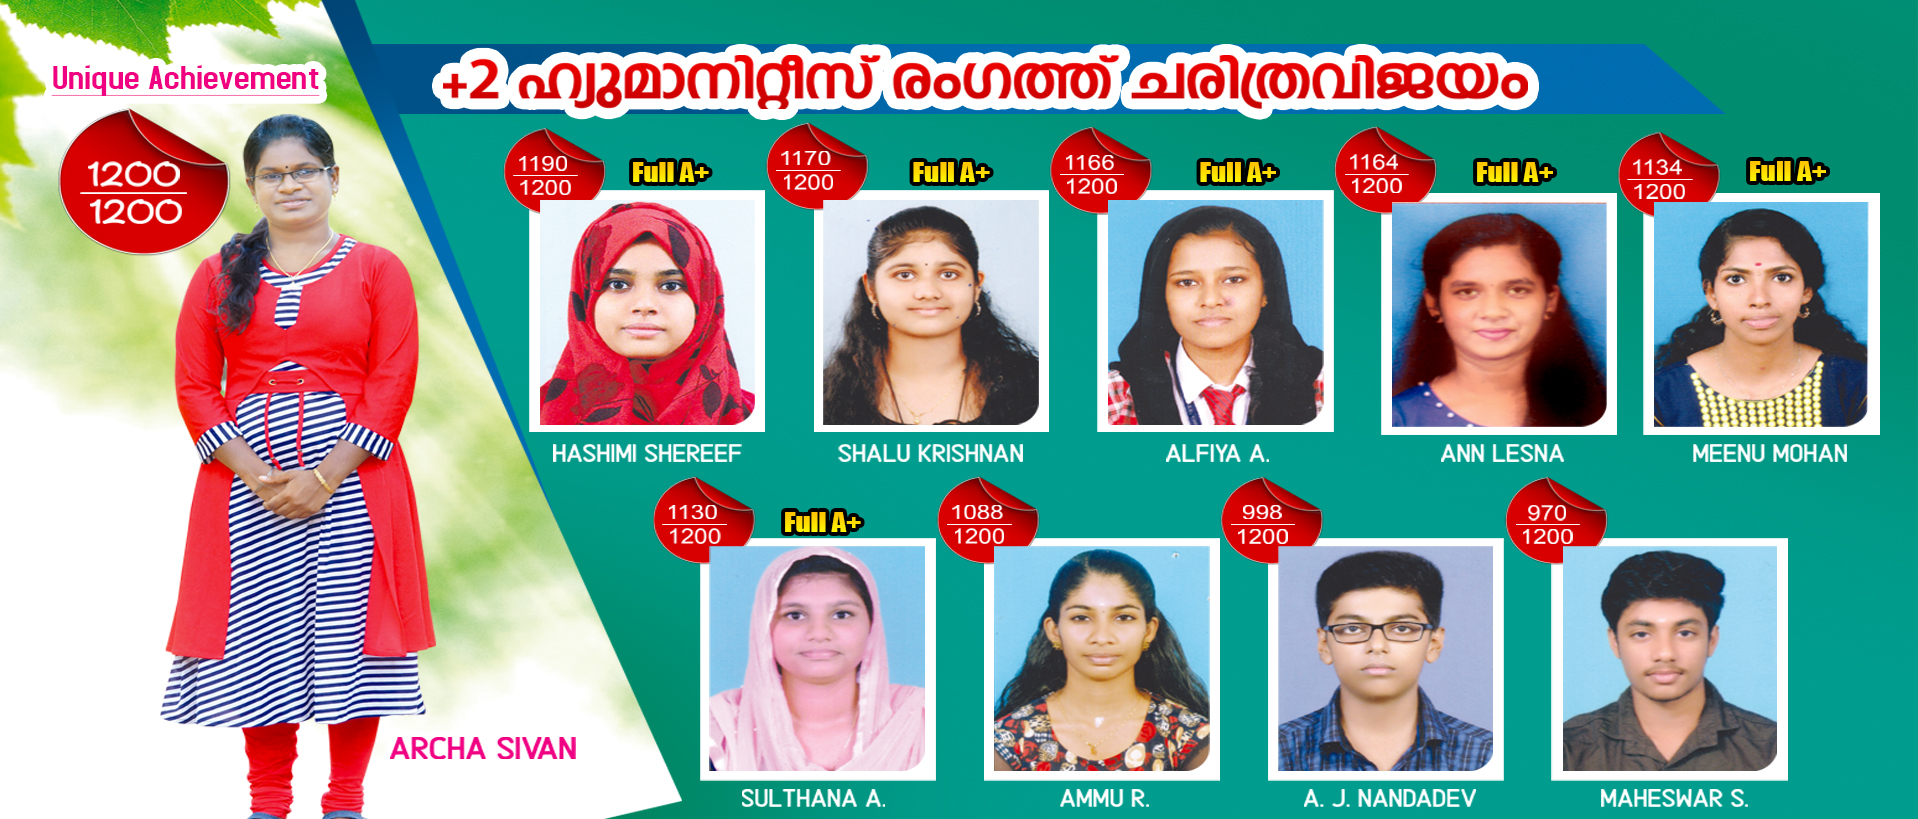 Unique Achievement
1200
1200
ARCHA SIVAN
+2 ഹ്യുമാനിറ്റീസ് രംഗത്ത് ചരിത്രവിജയം
1190
1200
Full A+
HASHIMI SHEREEF
1170
1200
Full A+
SHALU KRISHNAN
1166
1200
Full A+
ALFIYA A.
1164
1200
Full A+
ANN LESNA
1134
1200
Full A+
MEENU MOHAN
1130
1200
Full A+
SULTHANA A.
1088
1200
AMMU R.
998
1200
A. J. NANDADEV
970
1200
MAHESWAR S.